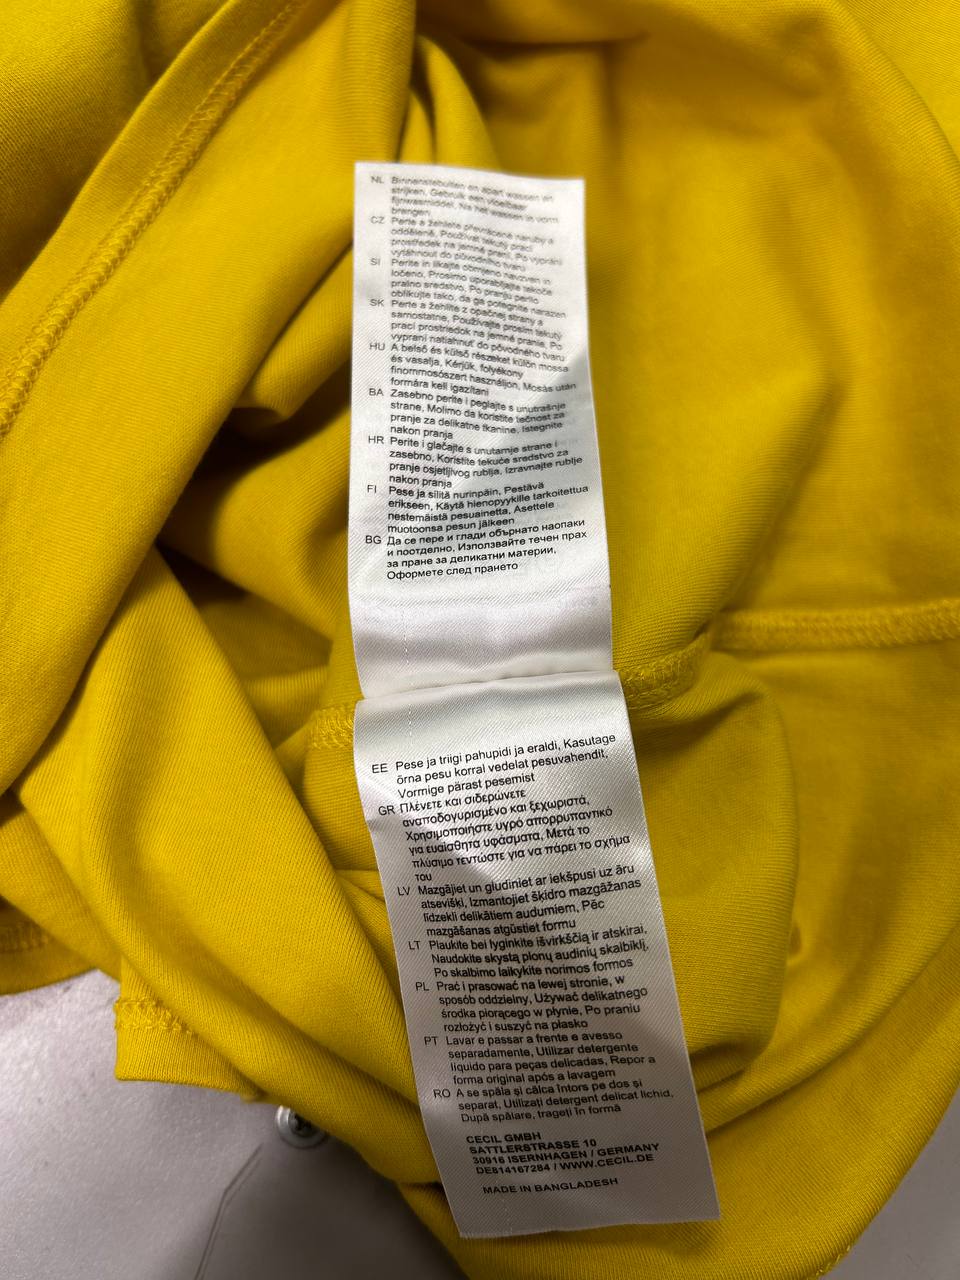 NL Binnenstebuiten en apart wassen en
strijken, Gebruik een vloeibaar
fijnwasmiddel, Na het wassen in vorm
brengen
CZ Perte a žehlete převrácené naruby a
odděleně, Používat tekutý prací
prostředek na jemné praní, Po vyprání
vytáhnout do původního tvaru
SI Perite in likajte obrnjeno navzven in
ločeno, Prosimo uporabljajte tekoče
pralno sredstvo, Po pranju perilo
oblikujte tako, da ga potegnite narazen
SK Perte a žehlite z opačnej strany a
samostatne, Používajte prosím tekutý
prací prostriedok na jemné pranie, Po
vypraní natiahnuť do pôvodného tvaru
HU A belső és külső részeket külön mossa
és vasalja, Kérjük, folyékony
finommosószert használjon, Mosás után
formára kell igazítani
BA Zasebno perite i peglajte s unutrašnje
strane, Molimo da koristite tečnost za
pranje za delikatne tkanine, Istegnite
nakon pranja
HR Perite i glačajte s unutarnje strane i
zasebno, Koristite tekuće sredstvo za
pranje osjetljivog rublja, Izravnajte rublje
nakon pranja
FI Pese ja silitä nurinpäin, Pestävä
erikseen, Käytä hienopyykille tarkoitettua
nestemäistä pesuainetta, Asettele
muotoonsa pesun jälkeen
BG Да се пере и глади обърнато наопаки
и поотделно, Използвайте течен прах
за пране за деликатни материи,
Оформете след прането
EE Pese ja triigi pahupidi ja eraldi, Kasutage
õrna pesu korral vedelat pesuvahendit,
Vormige pärast pesemist
GR Πλένετε και σιδερώνετε
αναποδογυρισμένο και ξεχωριστά,
Χρησιμοποιήστε υγρό απορρυπαντικό
για ευαίσθητα υφάσματα, Μετά το
πλύσιμο τεντώστε για να πάρει το σχήμα
του
LV Mazgājiet un gludiniet ar iekšpusi uz āru
atsevišķi, Izmantojiet šķidro mazgāšanas
līdzekli delikātiem audumiem, Pēc
mazgāšanas atgūstiet formu
LT Plaukite bei lyginkite išvirkščią ir atskirai,
Naudokite skystą plonų audinių skalbiklį,
Po skalbimo laikykite norimos formos
PL Prać i prasować na lewej stronie, w
sposób oddzielny, Używać delikatnego
środka piorącego w płynie, Po praniu
rozłożyć i suszyć na płasko
PT Lavar e passar a frente e avesso
separadamente, Utilizar detergente
líquido para peças delicadas, Repor a
forma original após a lavagem
RO A se spăla și călca întors pe dos și
separat, Utilizați detergent delicat lichid,
După spălare, trageți în formă
CECIL GMBH
SATTLERSTRASSE 10
30916 ISERNHAGEN / GERMANY
DE814167284 / WWW.CECIL.DE
MADE IN BANGLADESH